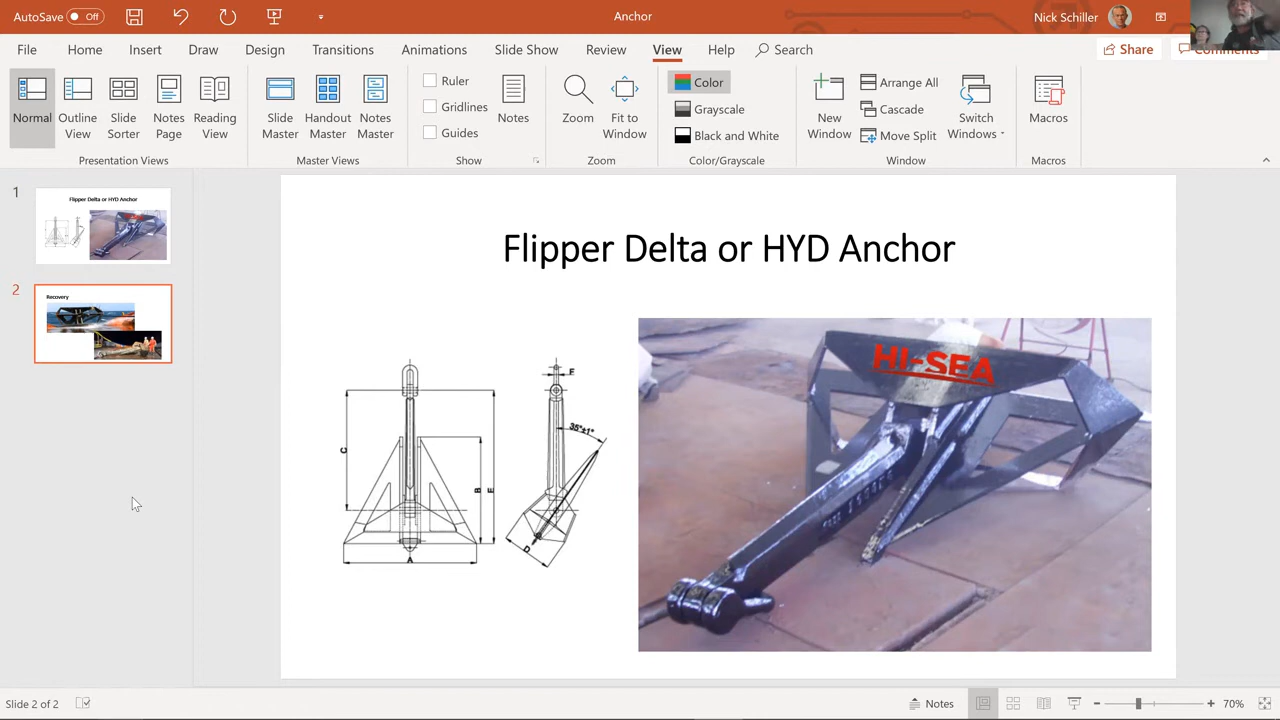 AutoSave Off
Anchor
Nick Schiller
File Home Insert Draw Design Transitions Animations Slide Show Review View Help Search
Share
Comments
Normal
Outline View
Slide Sorter
Notes Page
Reading View
Presentation Views
Slide Master
Handout Master
Notes Master
Master Views
Ruler
Gridlines
Guides
Notes
Show
Zoom
Fit to Window
Zoom
Color
Grayscale
Black and White
Color/Grayscale
New Window
Arrange All
Cascade
Move Split
Switch Windows
Window
Macros
Macros
1
Flipper Delta or HYD Anchor
2
Recovery
Flipper Delta or HYD Anchor
F
35°±1°
C
B
E
D
A
HI-SEA
Slide 2 of 2
Notes
70%